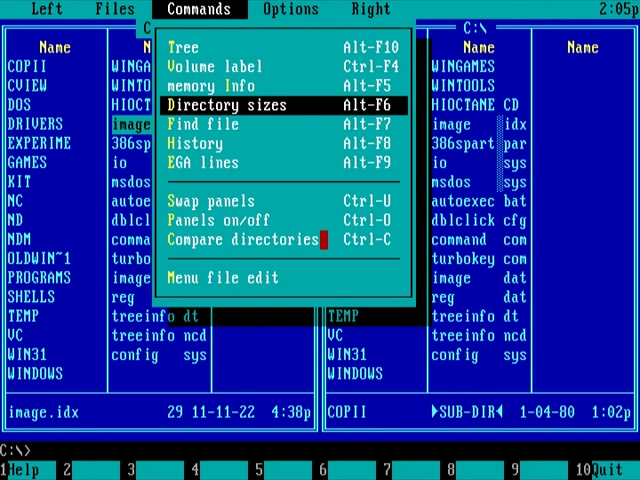 Left Files Commands Options Right 2:05p
C C:\
Name N Name Name
COPII WINGA Tree Alt-F10 WINGAMES
CVIEW WINTO Volume label Ctrl-F4 WINTOOLS
DOS HIOCT memory Info Alt-F5 HIOCTANE CD
DRIVERS image Directory sizes Alt-F6 image idx
EXPERIME 386sp Find file Alt-F7 386spart par
GAMES io History Alt-F8 io sys
KIT msdos EGA lines Alt-F9 msdos sys
NC autoe Swap panels Ctrl-U autoexec bat
ND dblcl Panels on/off Ctrl-O dblclick cfg
NDM comma Compare directories Ctrl-C command com
OLDWIN~1 turbo turbokey com
PROGRAMS image Menu file edit image dat
SHELLS reg reg dat
TEMP treeinfo dt TEMP treeinfo dt
VC treeinfo ncd VC treeinfo ncd
WIN31 config sys WIN31 config sys
WINDOWS WINDOWS
image.idx 29 11-11-22 4:38p COPII ►SUB-DIR◄ 1-04-80 1:02p
C:\>
1Help 2 3 4 5 6 7 8 9 10Quit